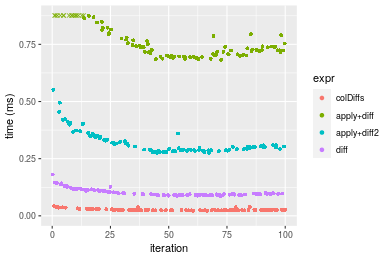 time (ms)
0.75
0.50
0.25
0.00
0
25
50
75
100
iteration
expr
colDiffs
apply+diff
apply+diff2
diff